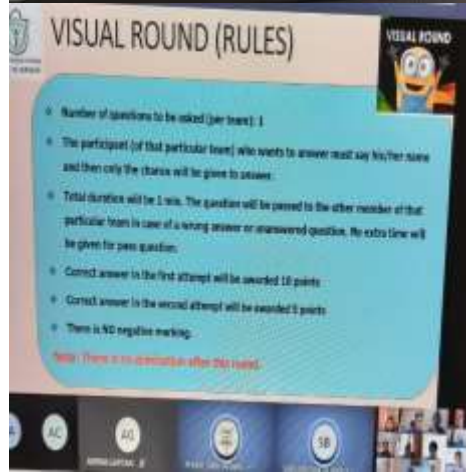 VISUAL ROUND (RULES)
VISUAL ROUND
Number of questions to be asked (per team): 1
The participant (of that particular team) who wants to answer must say his/her name
and then only the chance will be given to answer.
Total duration will be 1 min. The question will be passed to the other member of that
particular team in case of a wrong answer or unanswered question. No extra time will
be given for pass question.
Correct answer in the first attempt will be awarded 10 points
Correct answer in the second attempt will be awarded 5 points
There is NO negative marking.
Note: There is no elimination after this round.
AC
AG
SB